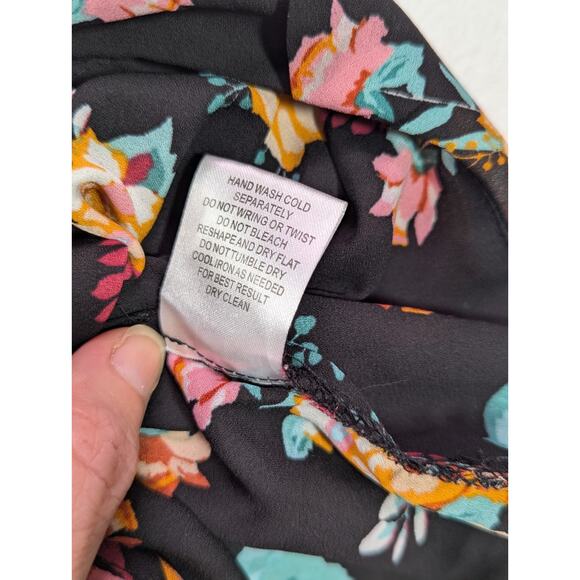 HAND WASH COLD
SEPARATELY
DO NOT WRING OR TWIST
DO NOT BLEACH
RESHAPE AND DRY FLAT
DO NOT TUMBLE DRY
COOL IRON AS NEEDED
FOR BEST RESULT
DRY CLEAN